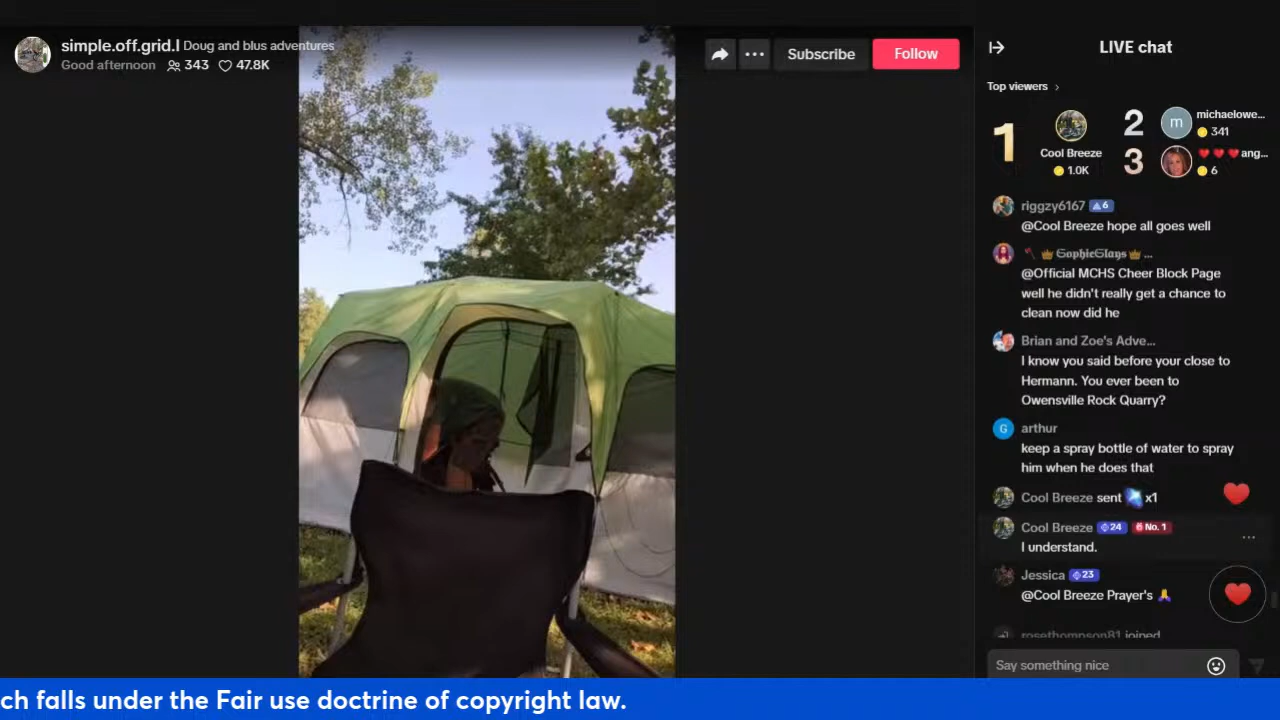 simple.off.grid.l Doug and blus adventures
Good afternoon 343 47.8K
Subscribe
Follow
LIVE chat
Top viewers
1
Cool Breeze
1.0K
2
m
michaelowe...
341
3
ang...
6
riggzy6167 6
@Cool Breeze hope all goes well
𝕾𝖔𝖕𝖍𝖎𝖊𝕾𝖑𝖆𝖞𝖘 ...
@Official MCHS Cheer Block Page
well he didn't really get a chance to
clean now did he
Brian and Zoe's Adve...
I know you said before your close to
Hermann. You ever been to
Owensville Rock Quarry?
G
arthur
keep a spray bottle of water to spray
him when he does that
Cool Breeze sent x1
Cool Breeze 24 No. 1
I understand.
Jessica 23
@Cool Breeze Prayer's
rosethompson81 joined
Say something nice
ch falls under the Fair use doctrine of copyright law.